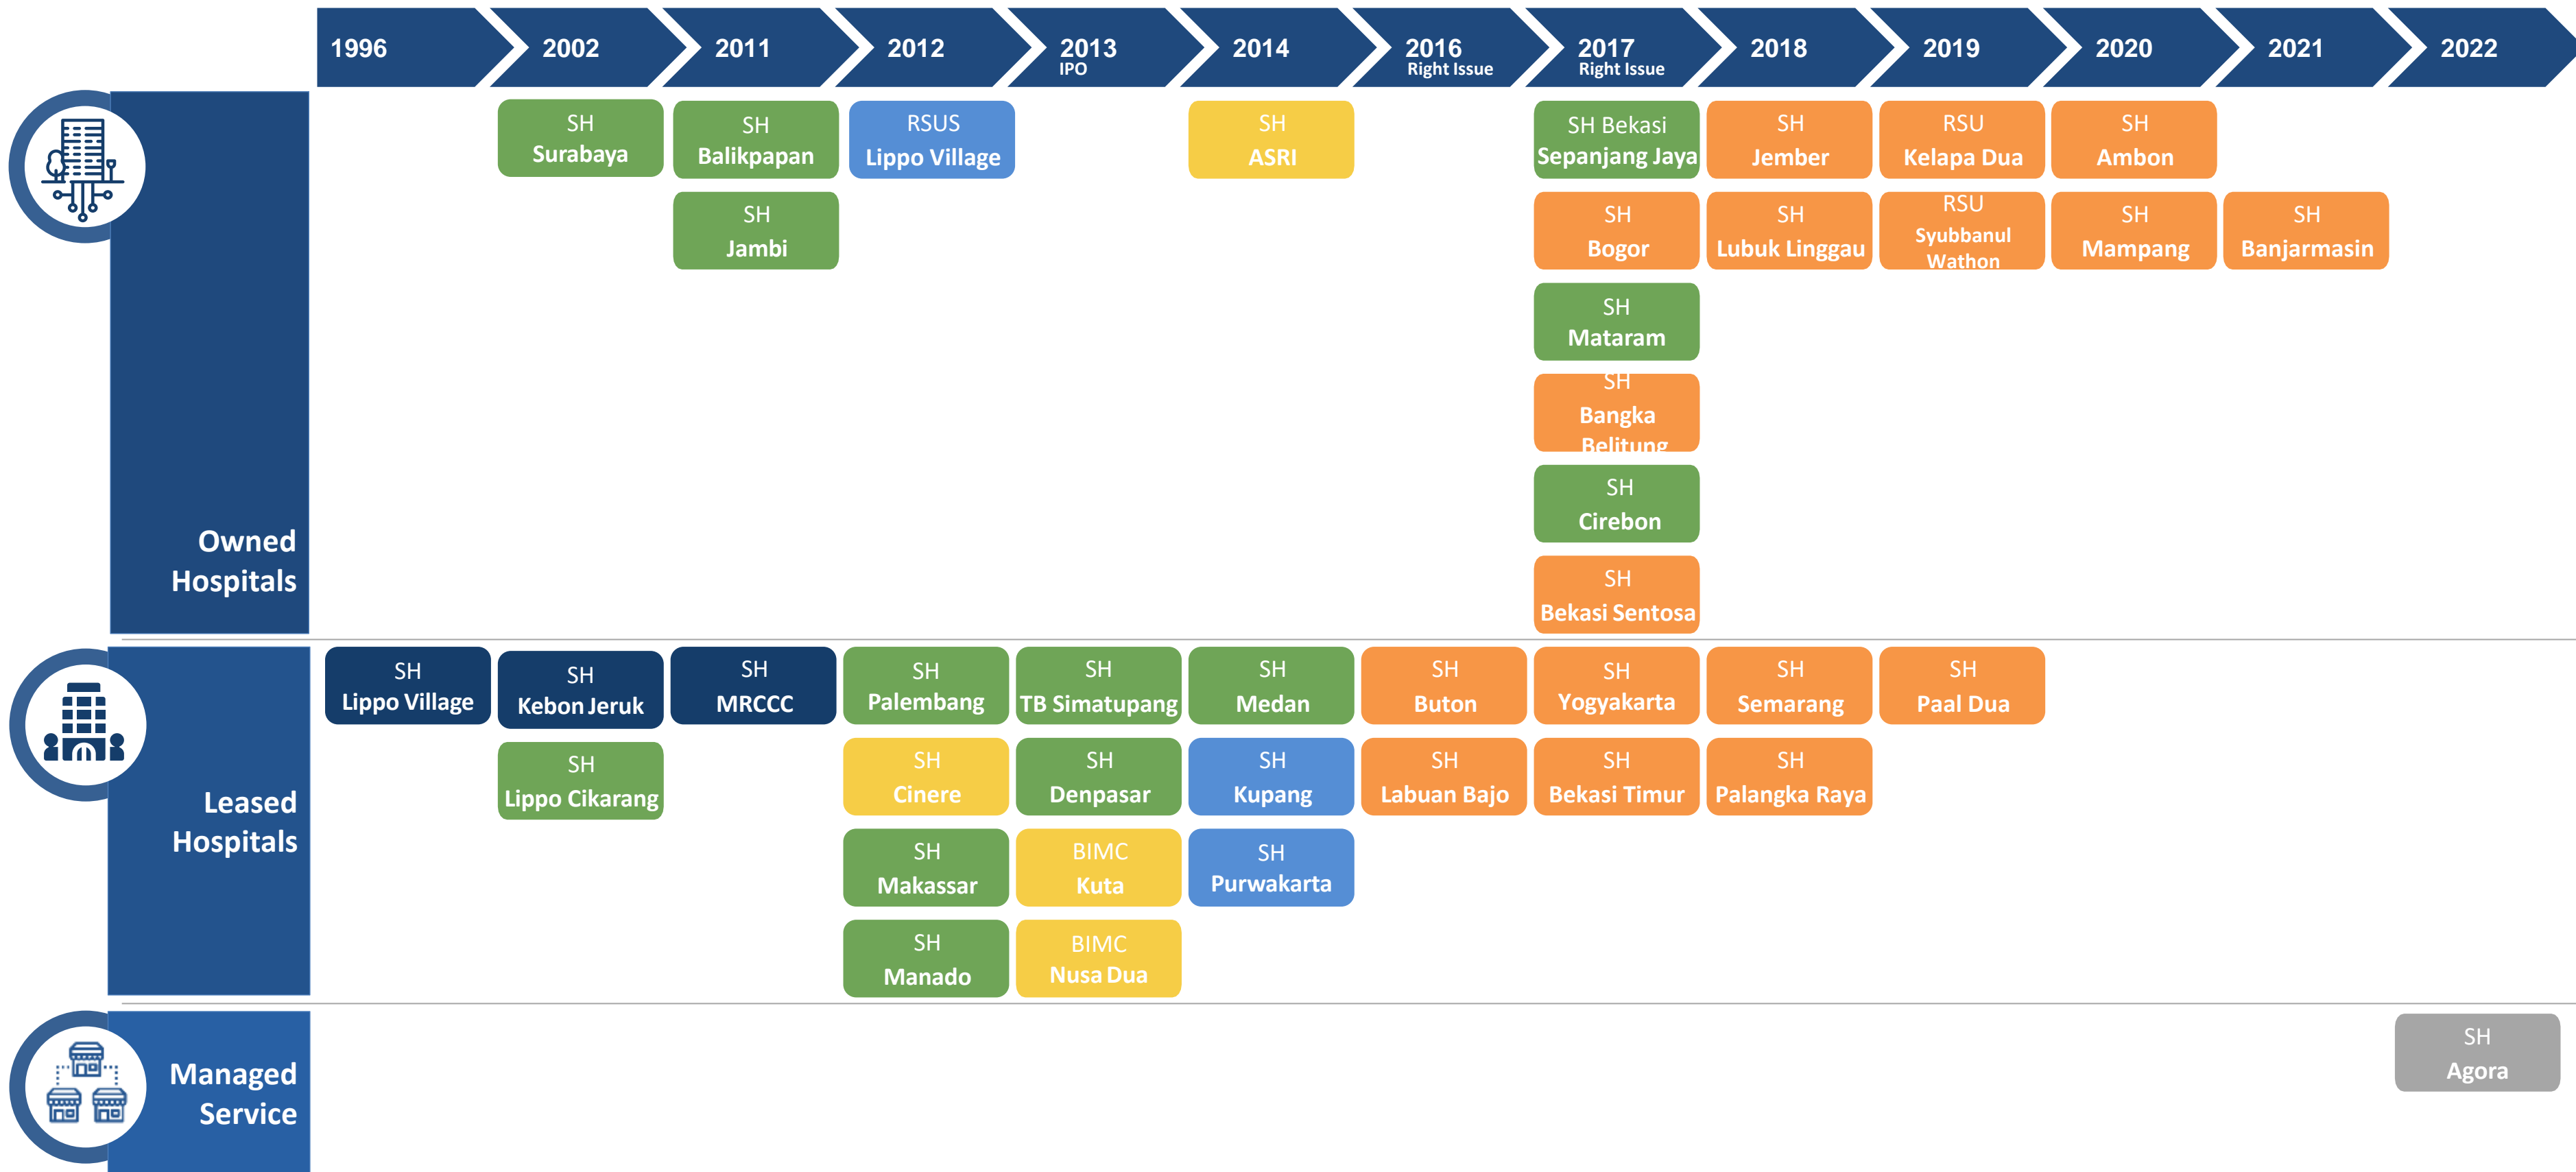 1996
2002
2011
2012
2013
IPO
2014
2016
Right Issue
2017
Right Issue
2018
2019
2020
2021
2022
Owned
Hospitals
SH
Surabaya
SH
Balikpapan
SH
Jambi
RSUS
Lippo Village
SH
ASRI
SH Bekasi
Sepanjang Jaya
SH
Bogor
SH
Mataram
SH
Bangka
Belitung
SH
Cirebon
SH
Bekasi Sentosa
SH
Jember
SH
Lubuk Linggau
RSU
Kelapa Dua
RSU
Syubbanul
Wathon
SH
Ambon
SH
Mampang
SH
Banjarmasin
Leased
Hospitals
SH
Lippo Village
SH
Kebon Jeruk
SH
Lippo Cikarang
SH
MRCCC
SH
Palembang
SH
Cinere
SH
Makassar
SH
Manado
SH
TB Simatupang
SH
Denpasar
BIMC
Kuta
BIMC
Nusa Dua
SH
Medan
SH
Kupang
SH
Purwakarta
SH
Buton
SH
Labuan Bajo
SH
Yogyakarta
SH
Bekasi Timur
SH
Semarang
SH
Palangka Raya
SH
Paal Dua
Managed
Service
SH
Agora